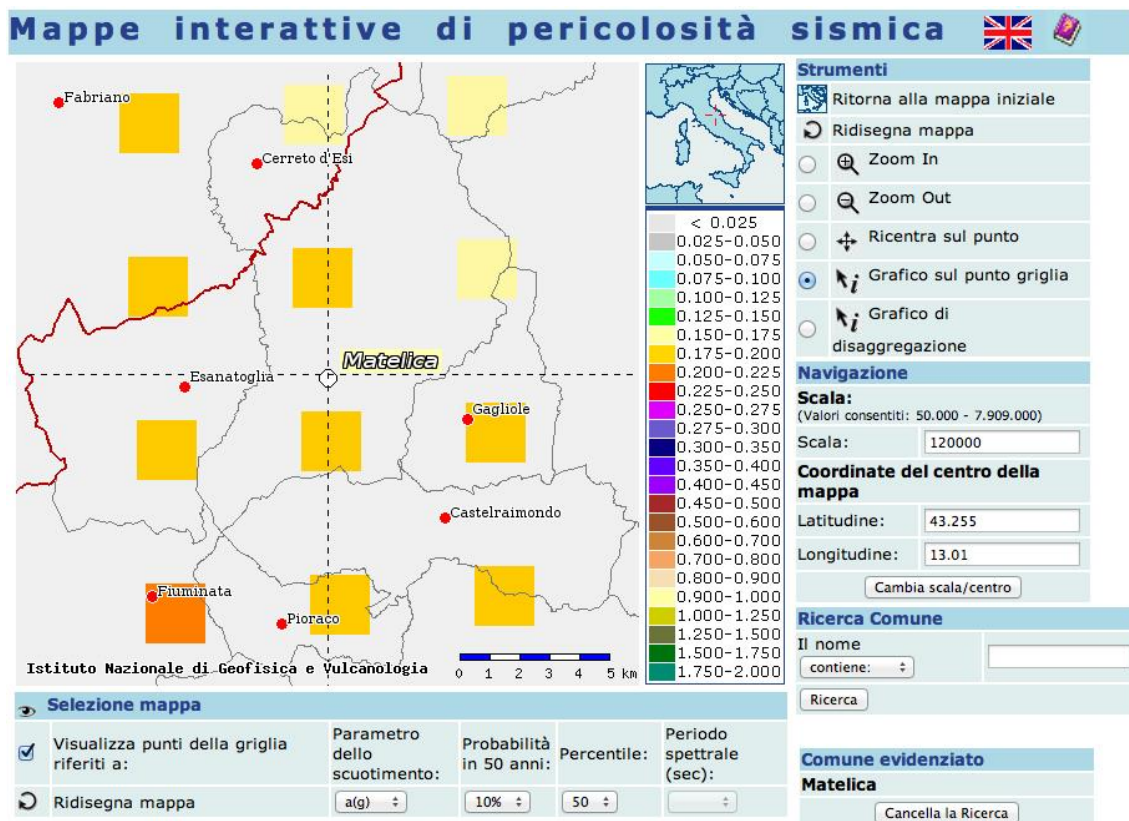 Mappe interattive di pericolosità sismica
Fabriano
Cerreto d'Esi
Matelica
Esanatoglia
Gagliole
Castelraimondo
Fiuminata
Pioraco
Istituto Nazionale di Geofisica e Vulcanologia
0 1 2 3 4 5 km
< 0.025
0.025-0.050
0.050-0.075
0.075-0.100
0.100-0.125
0.125-0.150
0.150-0.175
0.175-0.200
0.200-0.225
0.225-0.250
0.250-0.275
0.275-0.300
0.300-0.350
0.350-0.400
0.400-0.450
0.450-0.500
0.500-0.600
0.600-0.700
0.700-0.800
0.800-0.900
0.900-1.000
1.000-1.250
1.250-1.500
1.500-1.750
1.750-2.000
Strumenti
Ritorna alla mappa iniziale
Ridisegna mappa
Zoom In
Zoom Out
Ricentra sul punto
i Grafico sul punto griglia
i Grafico di
disaggregazione
Navigazione
Scala:
(Valori consentiti: 50.000 - 7.909.000)
Scala: 120000
Coordinate del centro della
mappa
Latitudine: 43.255
Longitudine: 13.01
Cambia scala/centro
Ricerca Comune
Il nome
contiene:
Ricerca
Selezione mappa
Visualizza punti della griglia
riferiti a:
Parametro
dello
scuotimento:
Probabilità
in 50 anni:
Percentile:
Periodo
spettrale
(sec):
Ridisegna mappa
a(g) 10% 50
Comune evidenziato
Matelica
Cancella la Ricerca